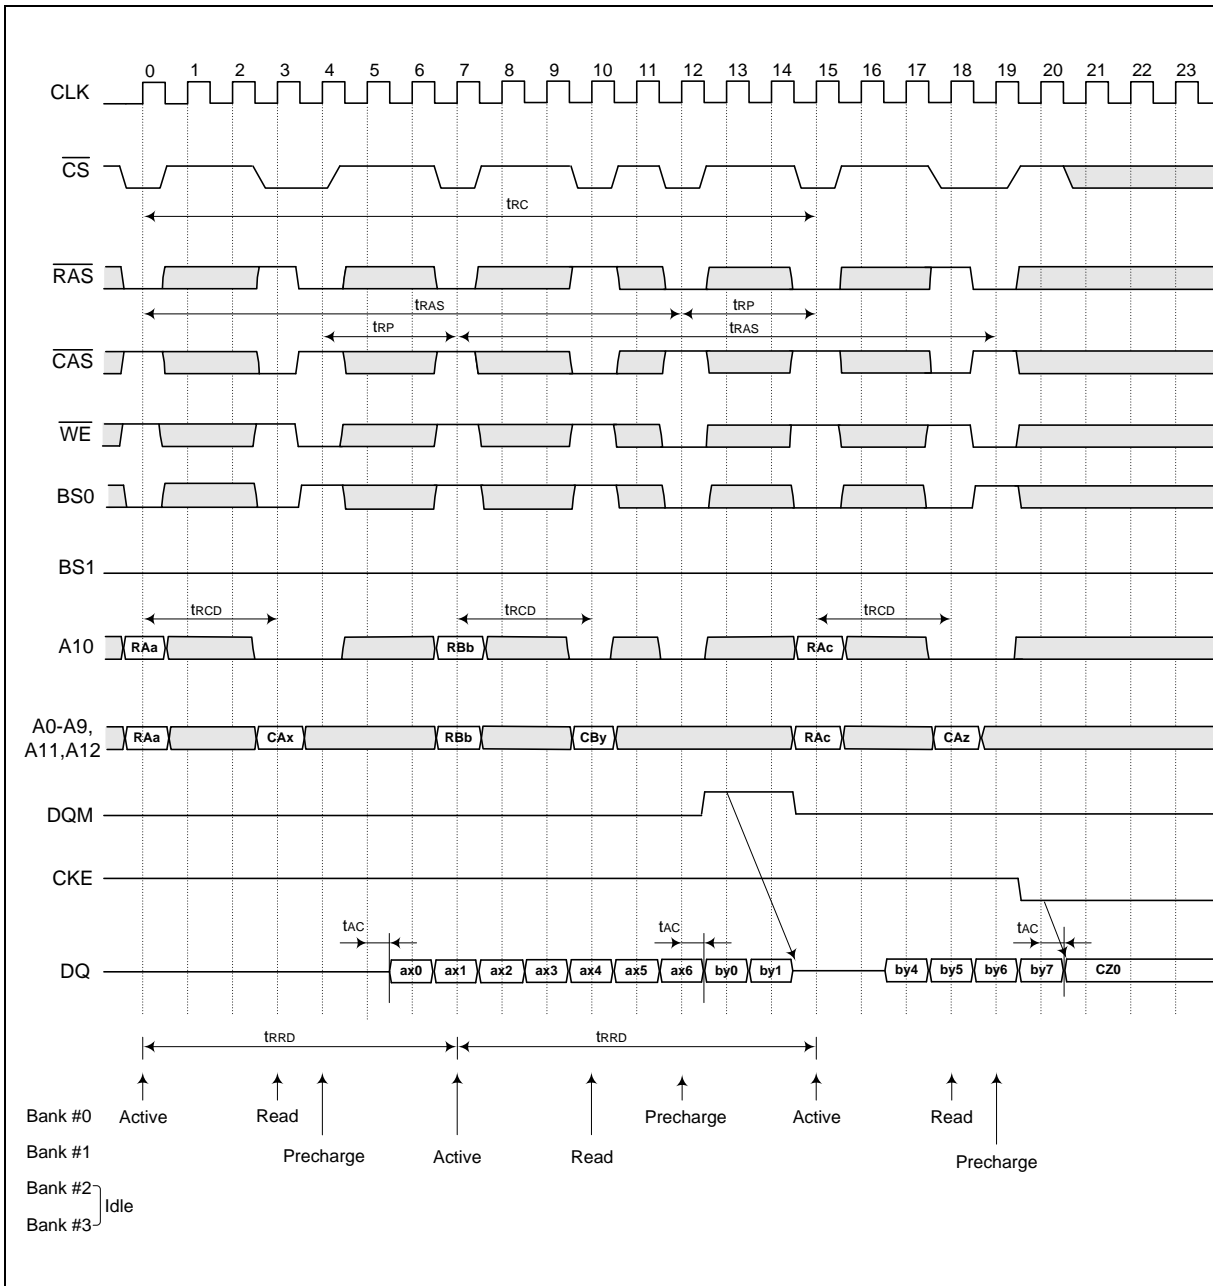 0 1 2 3 4 5 6 7 8 9 10 11 12 13 14 15 16 17 18 19 20 21 22 23
CLK
CS
tRC
RAS
tRAS tRP
tRP tRAS
CAS
WE
BS0
BS1
tRCD tRCD tRCD
A10 RAa RBb RAc
A0-A9,
A11,A12
RAa CAx RBb CBy RAc CAz
DQM
CKE
tAC tAC tAC
DQ ax0 ax1 ax2 ax3 ax4 ax5 ax6 by0 by1 by4 by5 by6 by7 CZ0
tRRD tRRD
Bank #0 Active Read Precharge Active Read
Bank #1 Precharge Active Read Precharge
Bank #2
Idle
Bank #3